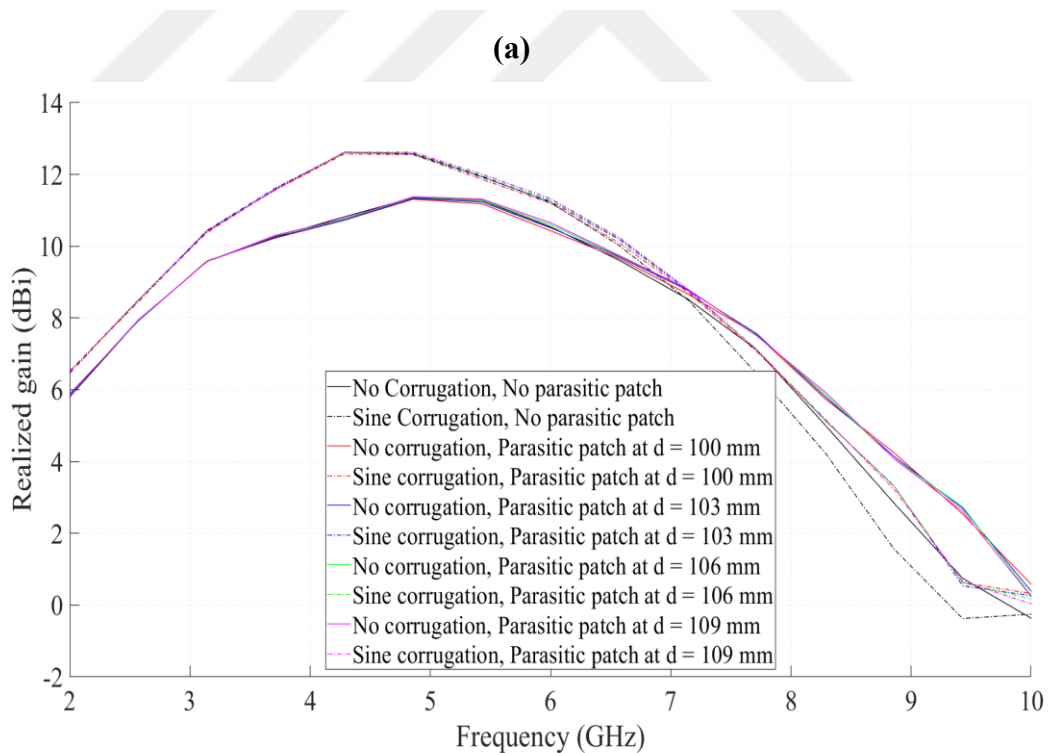 (a)
14
12
10
8
6
4
2
0
-2
Realized gain (dBi)
No Corrugation, No parasitic patch
Sine Corrugation, No parasitic patch
No corrugation, Parasitic patch at d = 100 mm
Sine corrugation, Parasitic patch at d = 100 mm
No corrugation, Parasitic patch at d = 103 mm
Sine corrugation, Parasitic patch at d = 103 mm
No corrugation, Parasitic patch at d = 106 mm
Sine corrugation, Parasitic patch at d = 106 mm
No corrugation, Parasitic patch at d = 109 mm
Sine corrugation, Parasitic patch at d = 109 mm
2 3 4 5 6 7 8 9 10
Frequency (GHz)